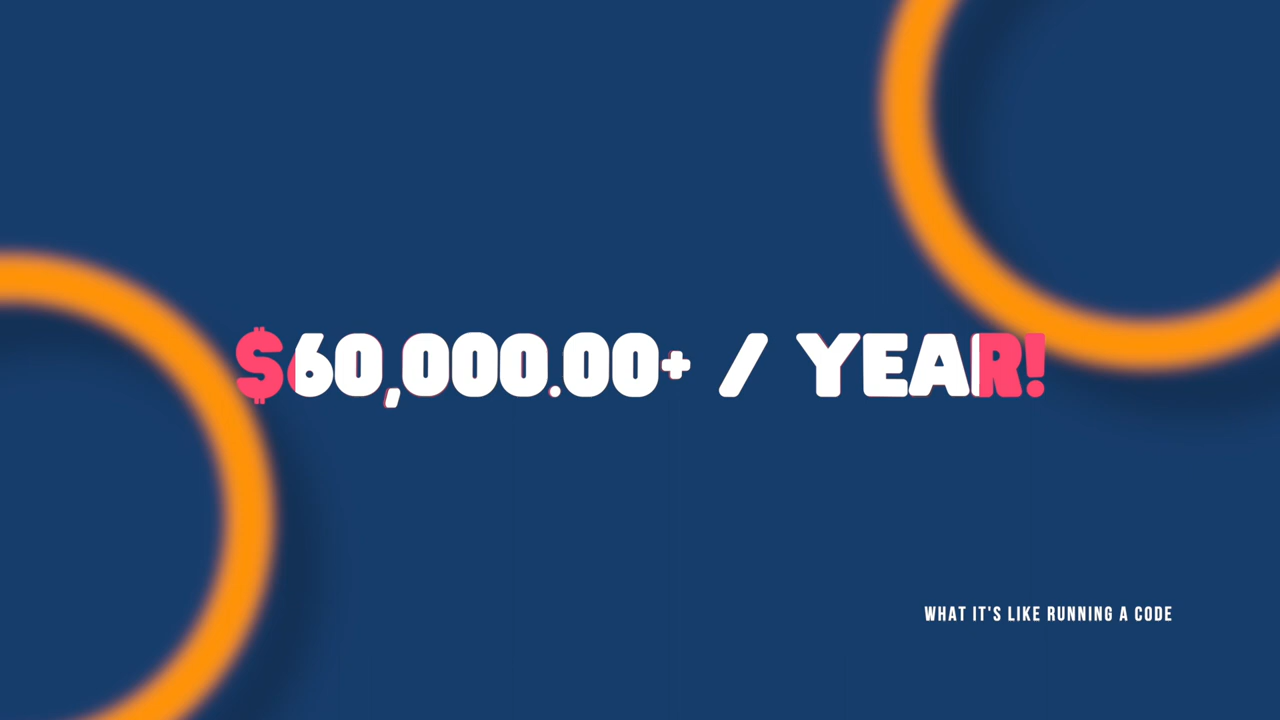 $60,000.00+ / YEAR!
WHAT IT'S LIKE RUNNING A CODE